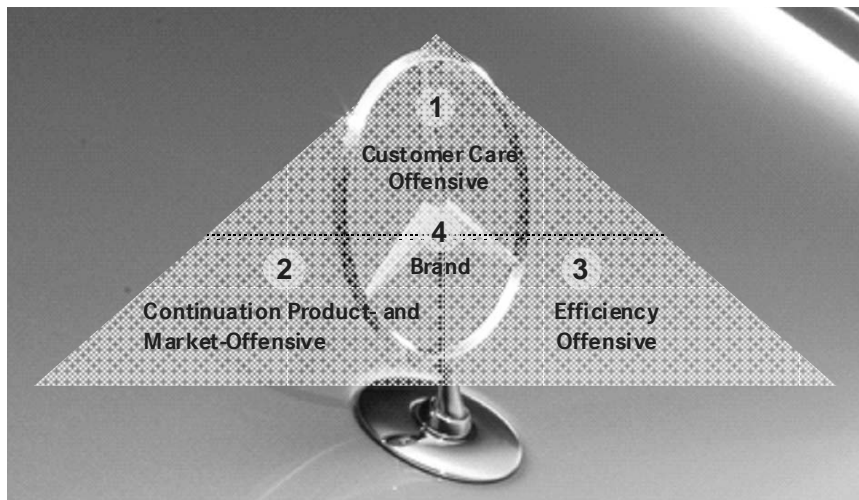 1
Customer Care
Offensive
4
Brand
2
Continuation Product- and
Market-Offensive
3
Efficiency
Offensive